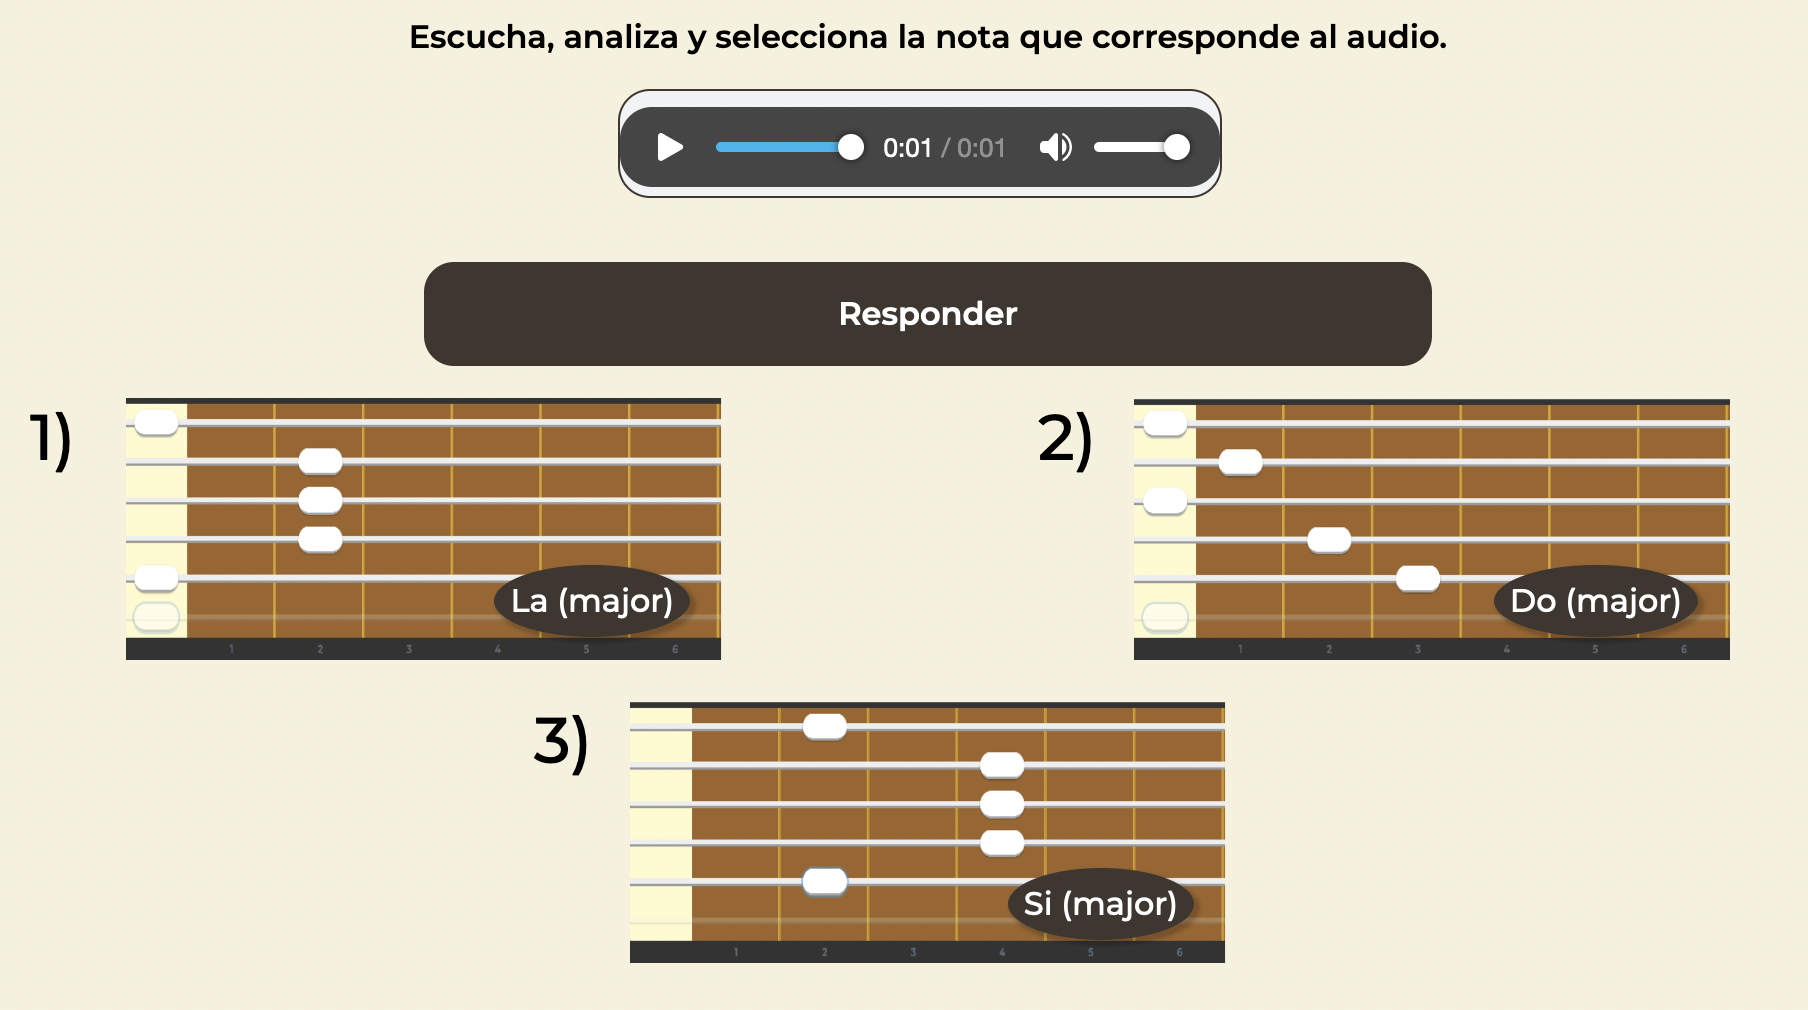 Escucha, analiza y selecciona la nota que corresponde al audio.
0:01 / 0:01
Responder
1)
La (major)
1 2 3 4 5 6
2)
Do (major)
1 2 3 4 5 6
3)
Si (major)
1 2 3 4 5 6